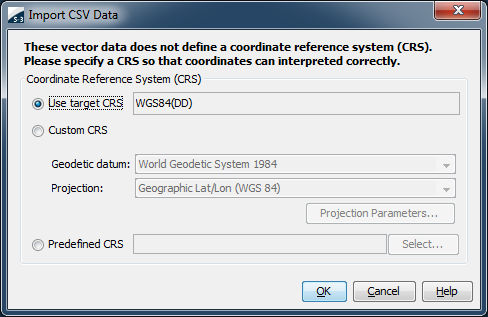 S-3 Import CSV Data
These vector data does not define a coordinate reference system (CRS).
Please specify a CRS so that coordinates can interpreted correctly.
Coordinate Reference System (CRS)
Use target CRS WGS84(DD)
Custom CRS
Geodetic datum: World Geodetic System 1984
Projection: Geographic Lat/Lon (WGS 84)
Projection Parameters...
Predefined CRS Select...
OK Cancel Help